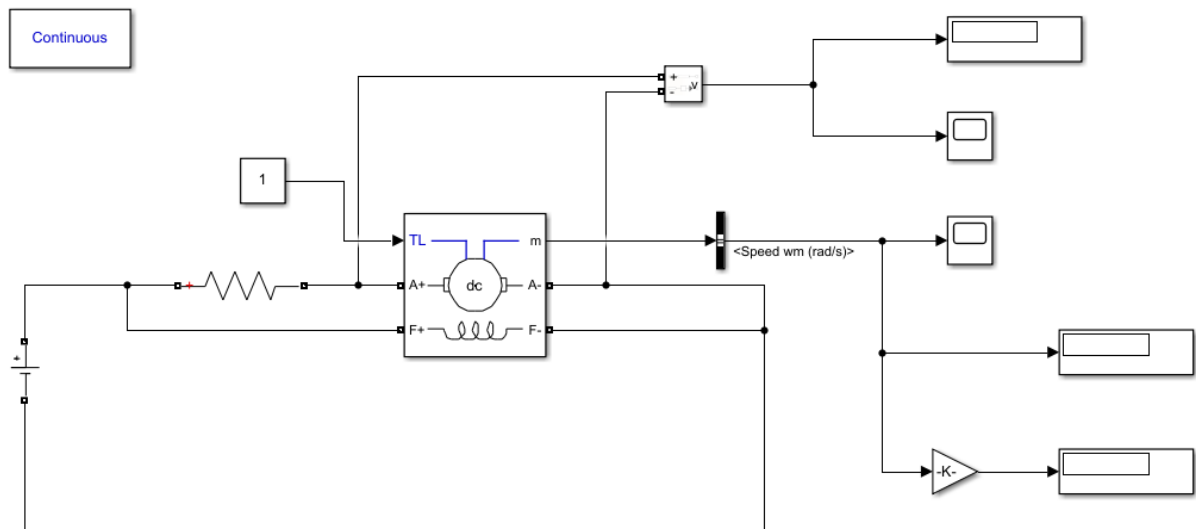 Continuous
+
-
v
1
TL
m
<Speed wm (rad/s)>
+
A+
dc
A-
F+
F-
+
-K-